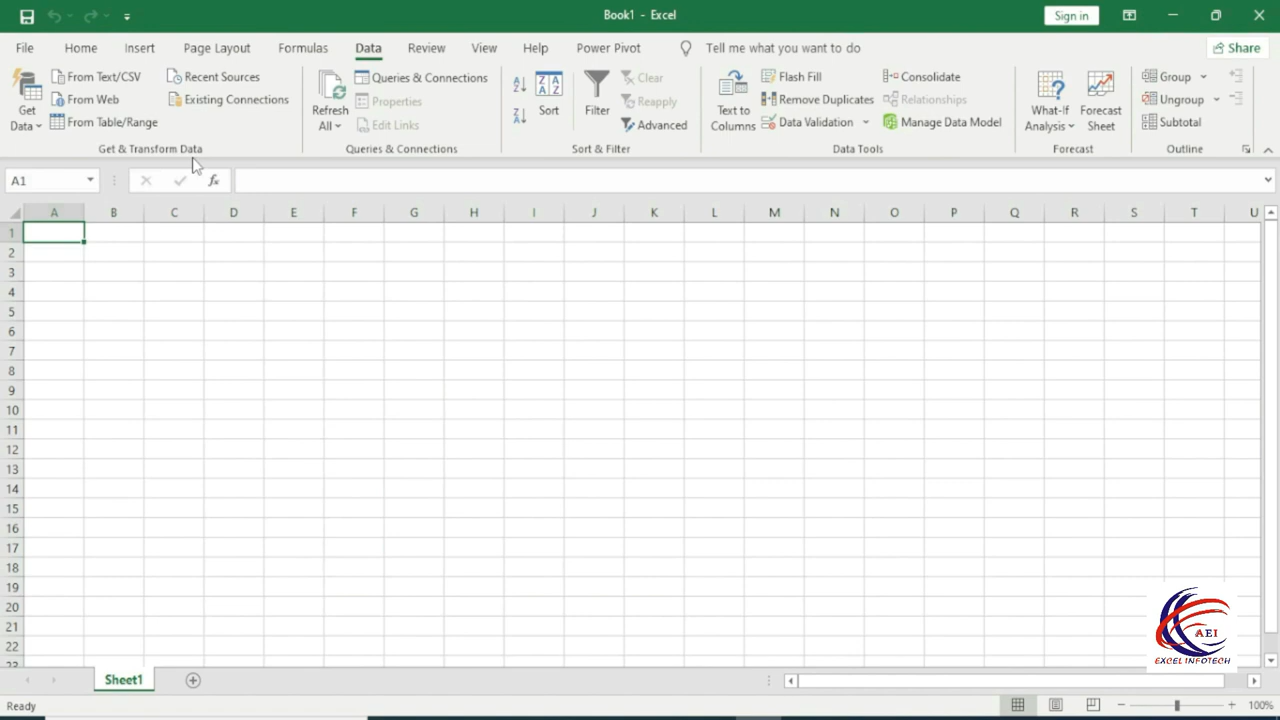 Book1 - Excel
Sign in
File Home Insert Page Layout Formulas Data Review View Help Power Pivot Tell me what you want to do Share
Get Data
From Text/CSV
From Web
From Table/Range
Recent Sources
Existing Connections
Get & Transform Data
Refresh All
Queries & Connections
Properties
Edit Links
Queries & Connections
Sort
Filter
Clear
Reapply
Advanced
Sort & Filter
Text to Columns
Flash Fill
Remove Duplicates
Data Validation
Consolidate
Relationships
Manage Data Model
Data Tools
What-If Analysis
Forecast Sheet
Forecast
Group
Ungroup
Subtotal
Outline
A1
fx
A B C D E F G H I J K L M N O P Q R S T U
1
2
3
4
5
6
7
8
9
10
11
12
13
14
15
16
17
18
19
20
21
22
23
AEI
EXCEL INFOTECH
Sheet1
Ready
100%